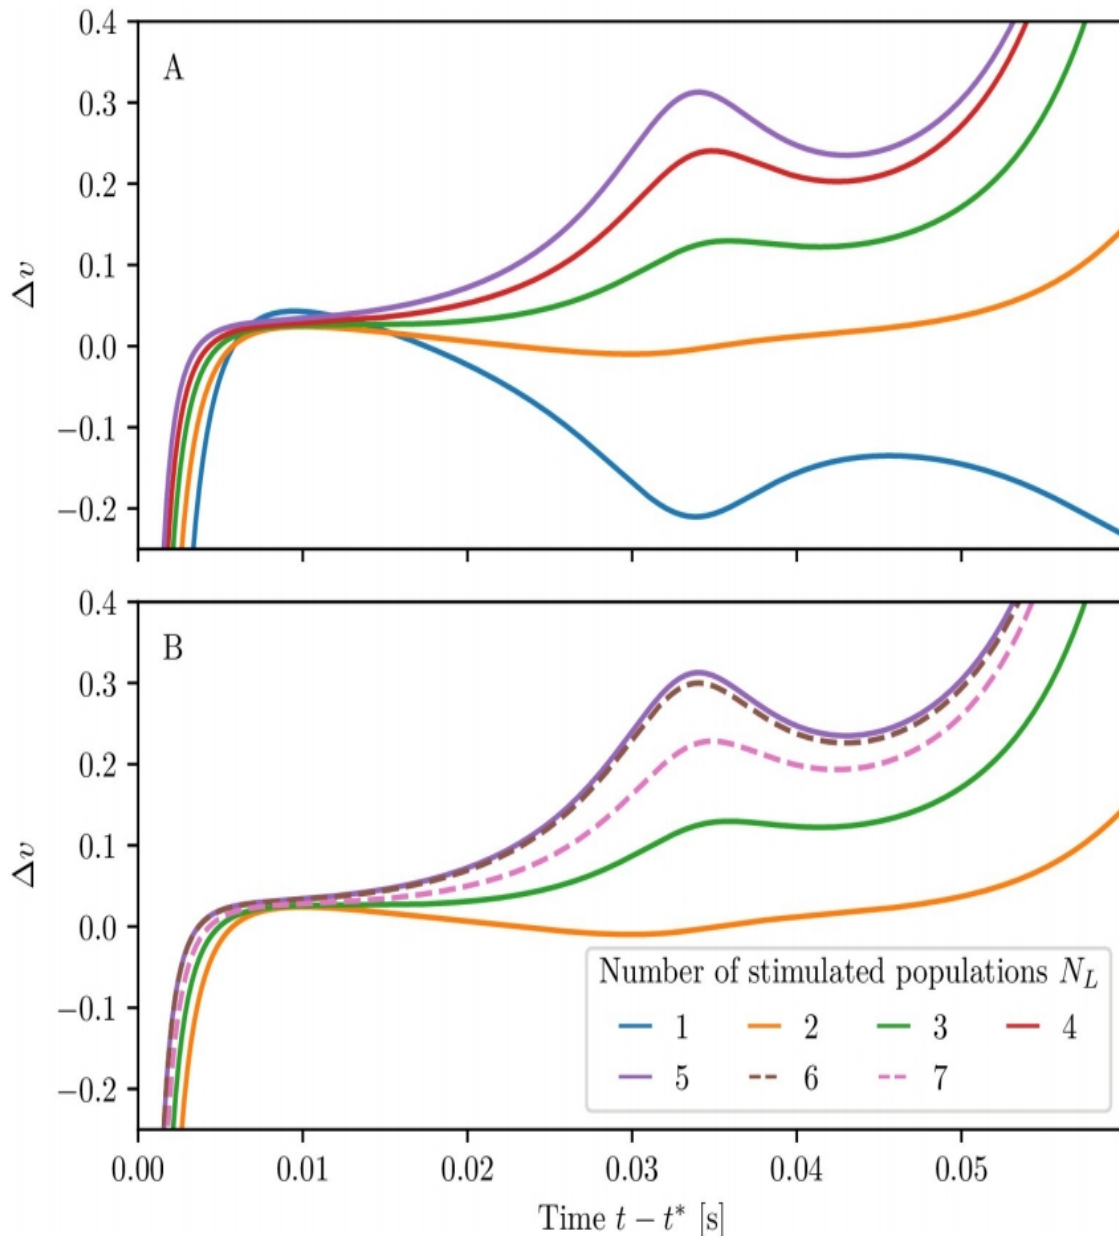 A
0.4
0.3
0.2
0.1
0.0
−0.1
−0.2
Δv
B
0.4
0.3
0.2
0.1
0.0
−0.1
−0.2
Δv
Number of stimulated populations N_L
1 2 3 4
5 6 7
0.00 0.01 0.02 0.03 0.04 0.05
Time t − t* [s]